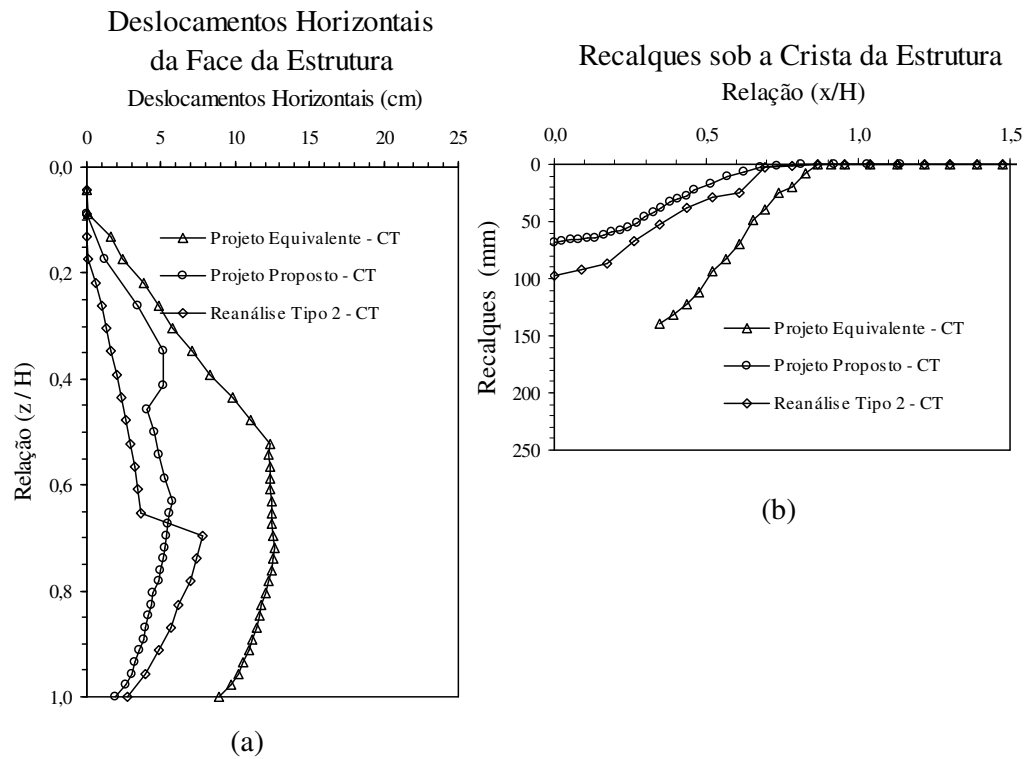 Deslocamentos Horizontais
da Face da Estrutura
Deslocamentos Horizontais (cm)
0 5 10 15 20 25
0,0
0,2
0,4
0,6
0,8
1,0
Relação (z / H)
Projeto Equivalente - CT
Projeto Proposto - CT
Reanálise Tipo 2 - CT
(a)
Recalques sob a Crista da Estrutura
Relação (x/H)
0,0 0,5 1,0 1,5
0
50
100
150
200
250
Recalques (mm)
Projeto Equivalente - CT
Projeto Proposto - CT
Reanálise Tipo 2 - CT
(b)